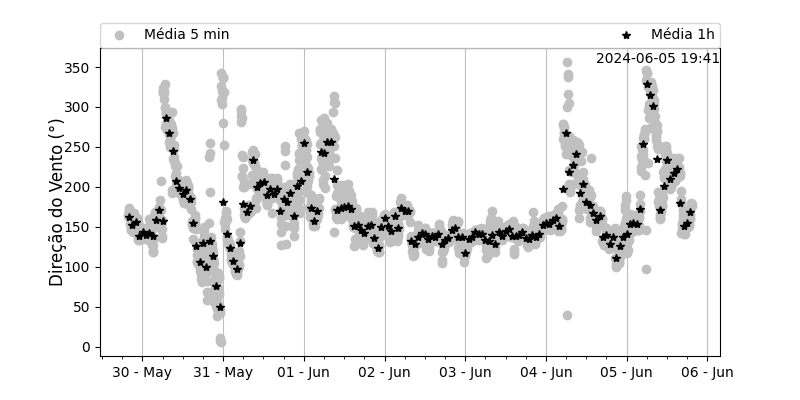 Média 5 min
Média 1h
2024-06-05 19:41
Direção do Vento (°)
350
300
250
200
150
100
50
0
30 - May
31 - May
01 - Jun
02 - Jun
03 - Jun
04 - Jun
05 - Jun
06 - Jun